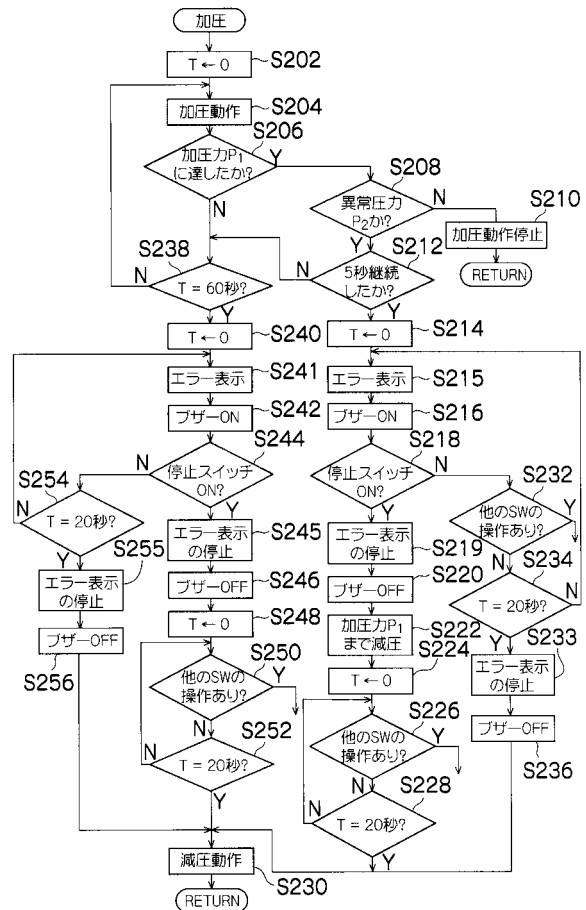 加圧
T←0
S202
加圧動作
S204
加圧力P1
に達したか?
S206
Y
N
異常圧力
P2か?
S208
N
Y
加圧動作停止
S210
RETURN
5秒継続
したか?
S212
N
Y
T=60秒?
S238
N
Y
T←0
S240
T←0
S214
エラー表示
S241
エラー表示
S215
ブザーON
S242
ブザーON
S216
停止スイッチ
ON?
S244
N
Y
停止スイッチ
ON?
S218
N
Y
T=20秒?
S254
N
Y
エラー表示
の停止
S245
エラー表示
の停止
S219
他のSWの
操作あり?
S232
Y
N
エラー表示
の停止
S255
ブザーOFF
S246
ブザーOFF
S220
T=20秒?
S234
N
Y
ブザーOFF
S256
T←0
S248
加圧力P1
まで減圧
S222
エラー表示
の停止
S233
T←0
S224
他のSWの
操作あり?
S250
Y
N
他のSWの
操作あり?
S226
Y
N
ブザーOFF
S236
T=20秒?
S252
N
Y
T=20秒?
S228
N
Y
減圧動作
S230
RETURN